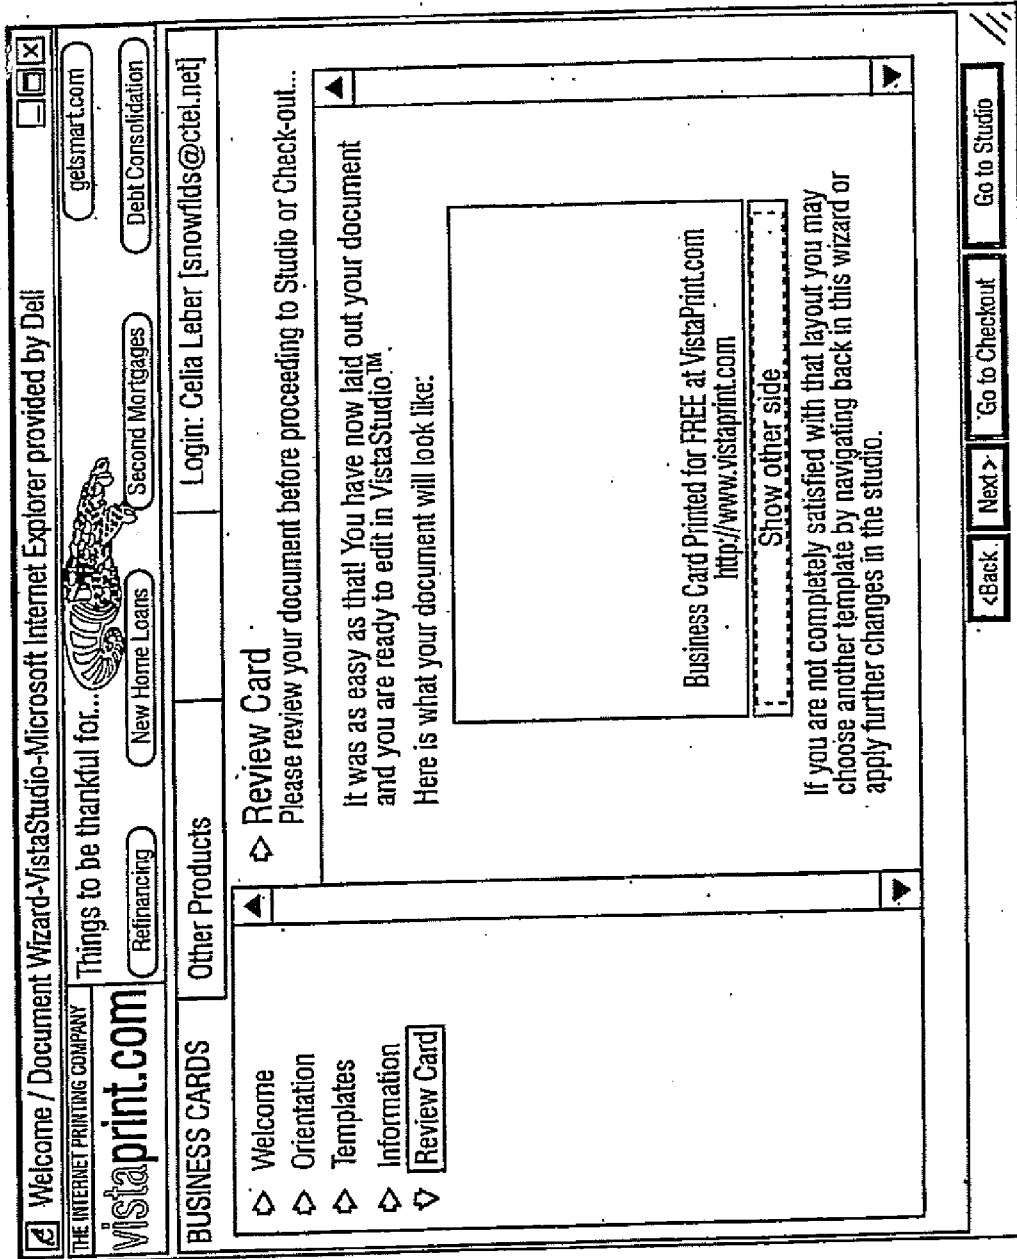 Welcome / Document Wizard-VistaStudio-Microsoft Internet Explorer provided by Dell
THE INTERNET PRINTING COMPANY
vistaprint.com
Things to be thankful for...
getsmart.com
Refinancing
New Home Loans
Second Mortgages
Debt Consolidation
BUSINESS CARDS
Other Products
Login: Celia Leber [snowflds@ctel.net]
Welcome
Orientation
Templates
Information
Review Card
Review Card
Please review your document before proceeding to Studio or Check-out...
It was as easy as that! You have now laid out your document
and you are ready to edit in VistaStudio™.
Here is what your document will look like:
Business Card Printed for FREE at VistaPrint.com
http://www.vistaprint.com
Show other side
If you are not completely satisfied with that layout you may
choose another template by navigating back in this wizard or
apply further changes in the studio.
<Back
Next>
Go to Checkout
Go to Studio